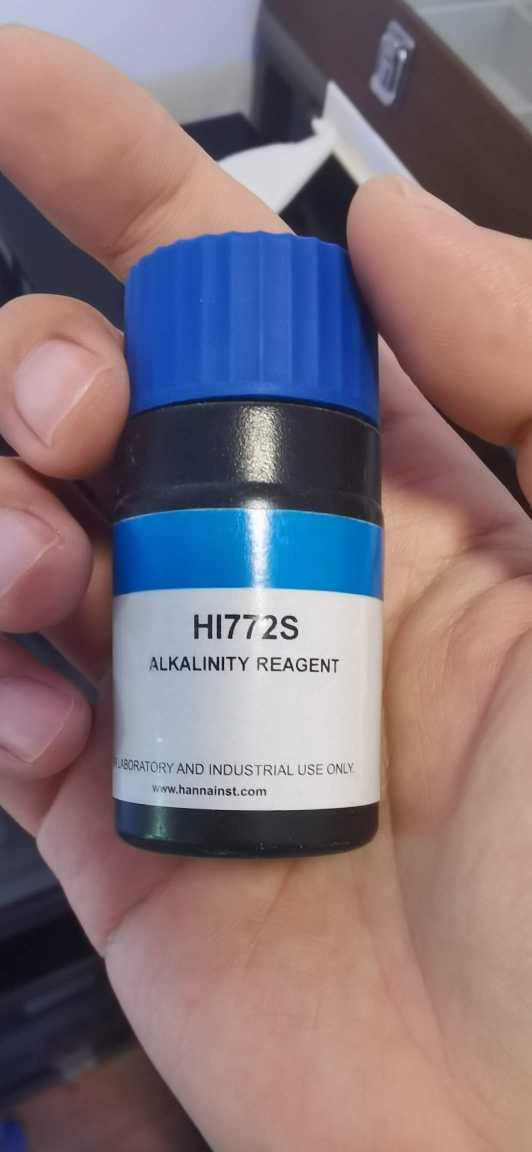 HI772S
ALKALINITY REAGENT
LABORATORY AND INDUSTRIAL USE ONLY.
www.hannainst.com